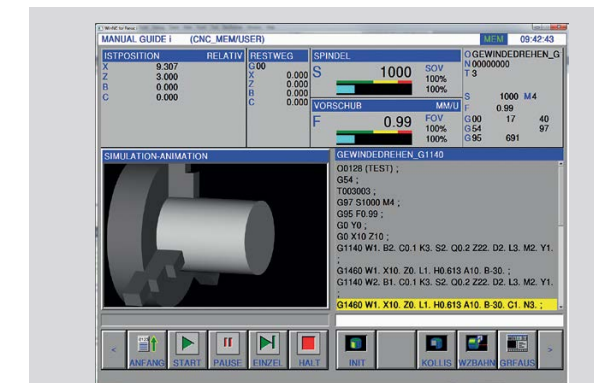 WinNC for Fanuc
MANUAL GUIDE i (CNC_MEM/USER) MEM 09:42:43
ISTPOSITION RELATIV RESTWEG SPINDEL O GEWINDEDREHEN_G
X 9.307 G00 N 00000000
Z 3.000 X 0.000 S 1000 SOV 100% T 3
B 0.000 Z 0.000 100%
C 0.000 B 0.000
C 0.000
S 1000 M4
VORSCHUB MM/U F 0.99
F 0.99 FOV 100% G00 17 40
100% G54 97
G95 691
SIMULATION-ANIMATION GEWINDEDREHEN_G1140
O0128 (TEST) ;
G54 ;
T003003 ;
G97 S1000 M4 ;
G95 F0.99 ;
G0 Y0 ;
G0 X10 Z10 ;
G1140 W1. B2. C0.1 K3. S2. Q0.2 Z22. D2. L3. M2. Y1.
;
G1460 W1. X10. Z0. L1. H0.613 A10. B-30. ;
G1140 W2. B1. C0.1 K3. S2. Q0.2 Z22. D2. L3. M2. Y1.
;
G1460 W1. X10. Z0. L1. H0.613 A10. B-30. C1. N3. ;
< ANFANG START PAUSE EINZEL HALT INIT KOLLIS WZBAHN GRFAUS >